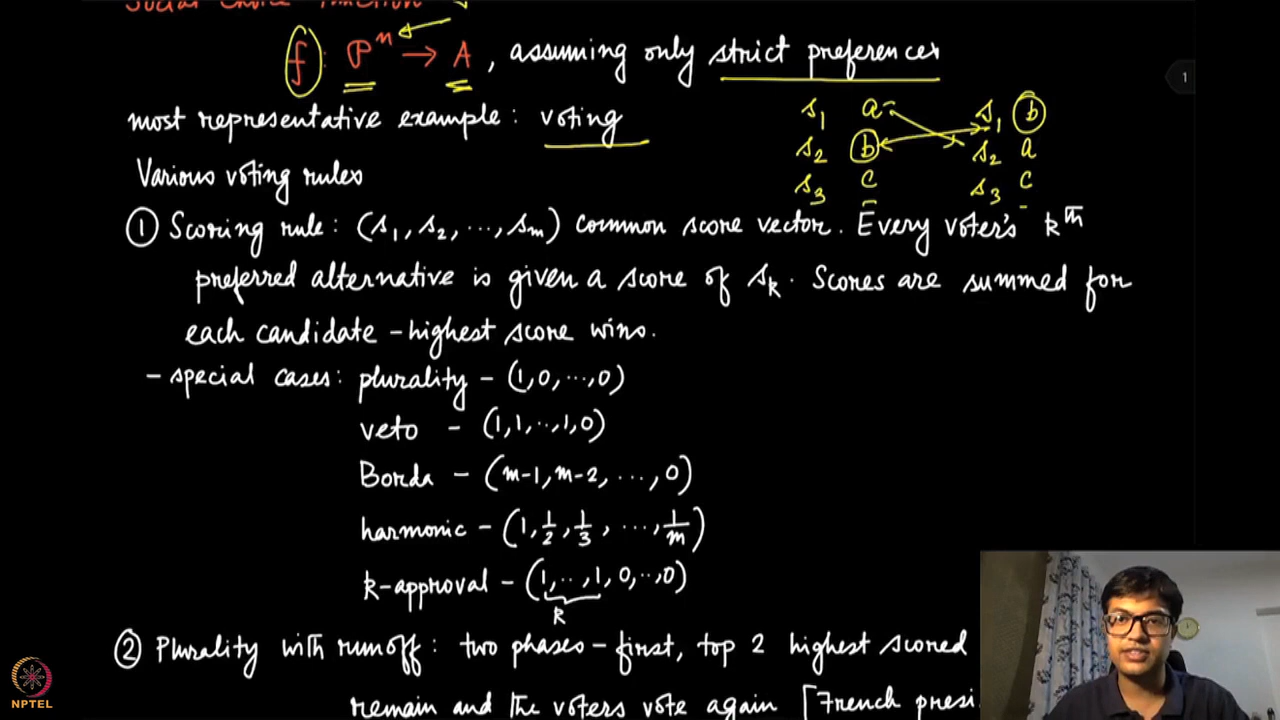 Social Choice Function
f : P^n → A , assuming only strict preferences
1
most representative example : voting
s1 a s1 b
s2 b s2 a
s3 c s3 c
Various voting rules
① Scoring rule : (s1, s2, ..., sm) common score vector. Every voter's kth
preferred alternative is given a score of sk. Scores are summed for
each candidate - highest score wins.
- special cases : plurality - (1,0,...,0)
veto - (1,1,..,1,0)
Borda - (m-1, m-2, ..., 0)
harmonic - (1, 1/2, 1/3, ..., 1/m)
k-approval - (1,..,1,0,..,0)
k
② Plurality with runoff : two phases - first, top 2 highest scored
remain and the voters vote again [French presi
NPTEL